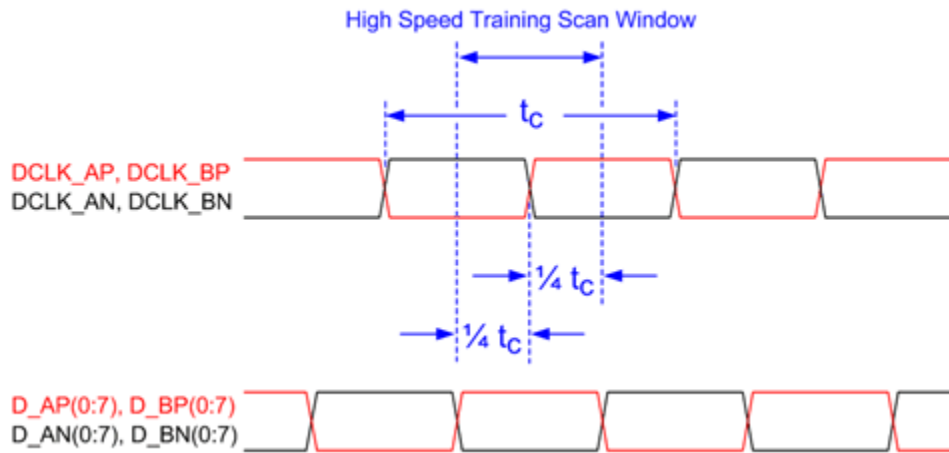 High Speed Training Scan Window
tc
DCLK_AP, DCLK_BP
DCLK_AN, DCLK_BN
¼ tc
¼ tc
D_AP(0:7), D_BP(0:7)
D_AN(0:7), D_BN(0:7)